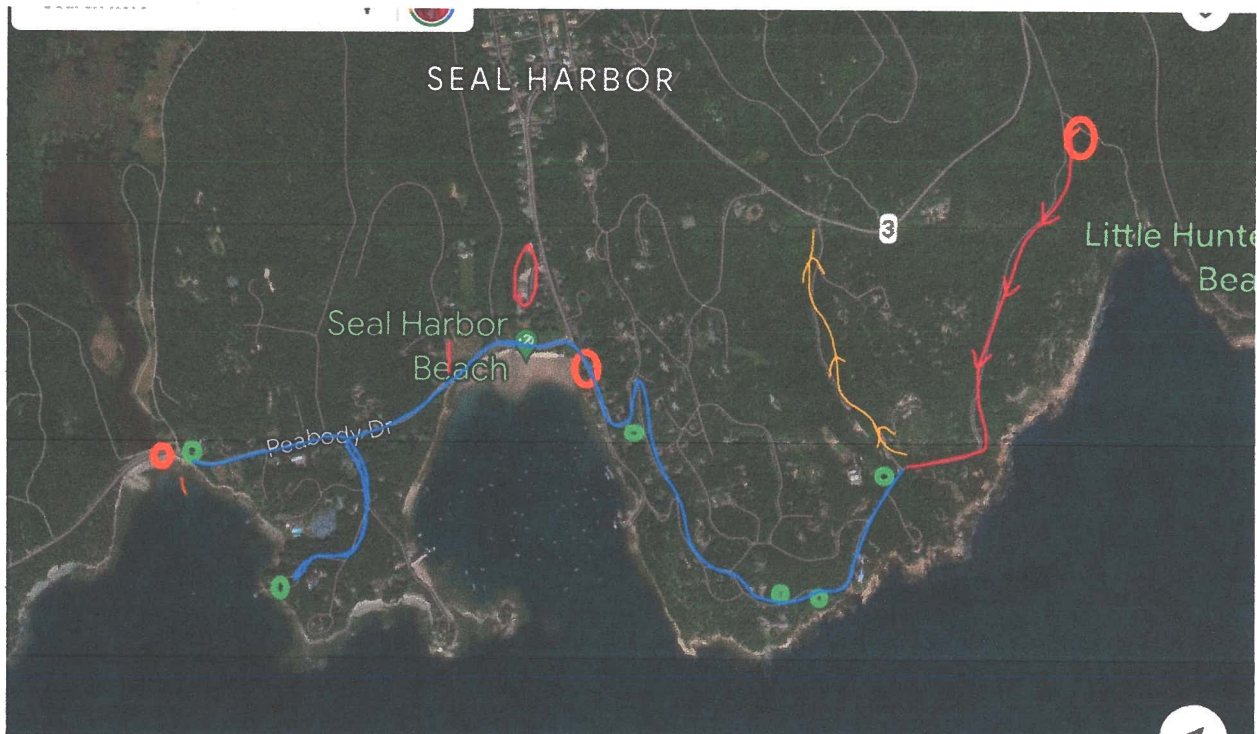 SEAL HARBOR
3
Little Hunte
Bea
Seal Harbor
Beach
Peabody Dr